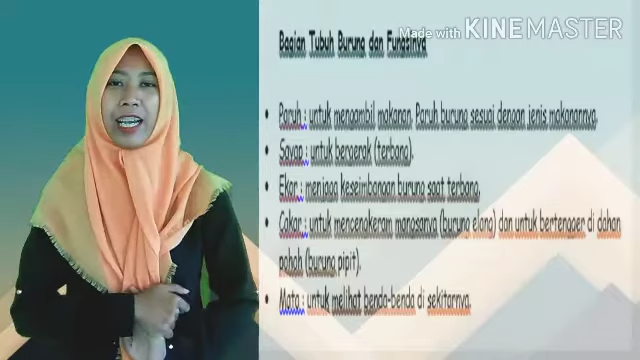 Made with KINEMASTER
Bagian Tubuh Burung dan Fungsinya
• Paruh : untuk mengambil makanan. Paruh burung sesuai dengan jenis makanannya.
• Sayap : untuk bergerak (terbang).
• Ekor : menjaga keseimbangan burung saat terbang.
• Cakar : untuk mencengkeram mangsanya (burung elang) dan untuk bertengger di dahan
pohoh (burung pipit).
• Mata : untuk melihat benda-benda di sekitarnya.